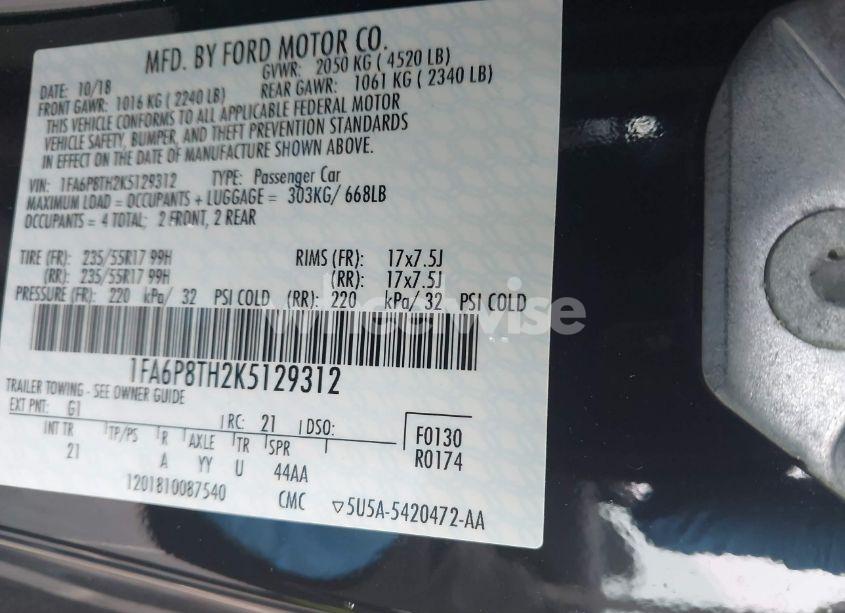 MFD. BY FORD MOTOR CO.
DATE: 10/18 GVWR: 2050 KG ( 4520 LB)
FRONT GAWR: 1016 KG ( 2240 LB) REAR GAWR: 1061 KG ( 2340 LB)
THIS VEHICLE CONFORMS TO ALL APPLICABLE FEDERAL MOTOR
VEHICLE SAFETY, BUMPER, AND THEFT PREVENTION STANDARDS
IN EFFECT ON THE DATE OF MANUFACTURE SHOWN ABOVE.
VIN: 1FA6P8TH2K5129312 TYPE: Passenger Car
MAXIMUM LOAD = OCCUPANTS + LUGGAGE = 303KG/ 668LB
OCCUPANTS = 4 TOTAL: 2 FRONT, 2 REAR
TIRE (FR): 235/55R17 99H RIMS (FR): 17x7.5J
(RR): 235/55R17 99H (RR): 17x7.5J
PRESSURE (FR): 220 kPa/ 32 PSI COLD (RR): 220 kPa/ 32 PSI COLD
1FA6P8TH2K5129312
TRAILER TOWING - SEE OWNER GUIDE
EXT PNT: G1 RC: 21 DSO: F0130
INT TR TP/PS R AXLE TR SPR R0174
21 A YY U 44AA
1201810087540 CMC ▽5U5A-5420472-AA